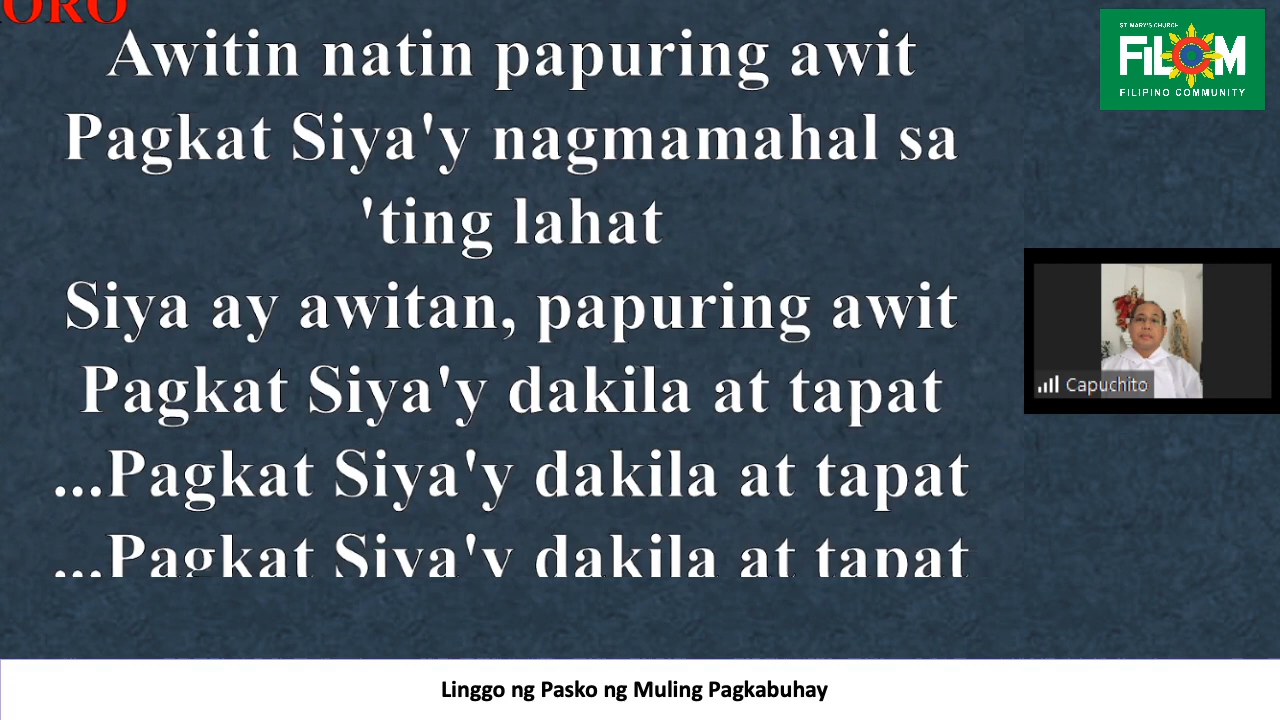 KORO
Awitin natin papuring awit
Pagkat Siya'y nagmamahal sa
'ting lahat
Siya ay awitan, papuring awit
Pagkat Siya'y dakila at tapat
...Pagkat Siya'y dakila at tapat
...Pagkat Siya'y dakila at tapat
ST MARY'S CHURCH
FILCOM
FILIPINO COMMUNITY
Capuchito
Linggo ng Pasko ng Muling Pagkabuhay